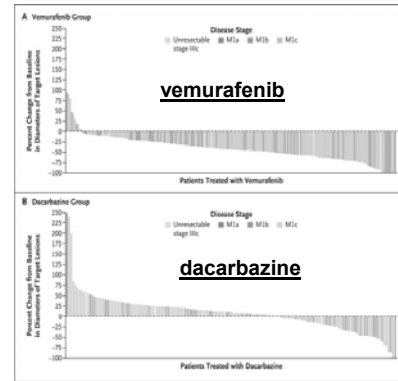 A Vemurafenib Group
Disease Stage
Unresectable stage IIIc
M1a
M1b
M1c
Percent Change from Baseline
in Diameters of Target Lesions
250
225
200
175
150
125
100
75
50
25
0
-25
-50
-75
-100
vemurafenib
Patients Treated with Vemurafenib
B Dacarbazine Group
Disease Stage
Unresectable stage IIIc
M1a
M1b
M1c
Percent Change from Baseline
in Diameters of Target Lesions
250
225
200
175
150
125
100
75
50
25
0
-25
-50
-75
-100
dacarbazine
Patients Treated with Dacarbazine